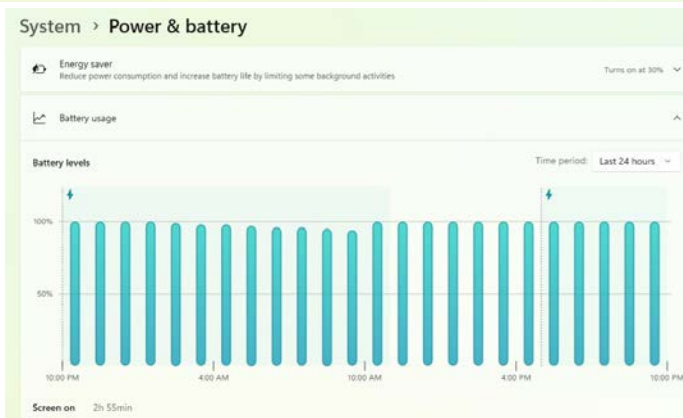 System > Power & battery
Energy saver
Reduce power consumption and increase battery life by limiting some background activities
Turns on at 30%
Battery usage
Battery levels
Time period: Last 24 hours
100%
50%
10:00 PM 4:00 AM 10:00 AM 4:00 PM 10:00 PM
Screen on 2h 55min